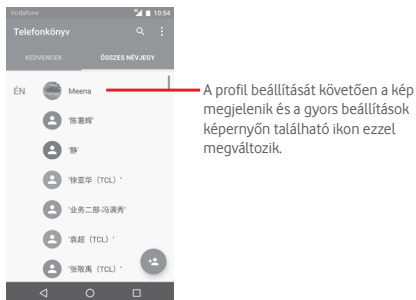 Vodafone 10:54
Telefonkönyv
KEDVENCEK ÖSSZES NÉVJEGY
ÉN Meena
'陈署辉'
'静'
'徐亚华（TCL）'
'业务二部-冯满秀'
'袁超（TCL）'
'张敬禹（TCL）'
A profil beállítását követően a kép
megjelenik és a gyors beállítások
képernyőn található ikon ezzel
megváltozik.